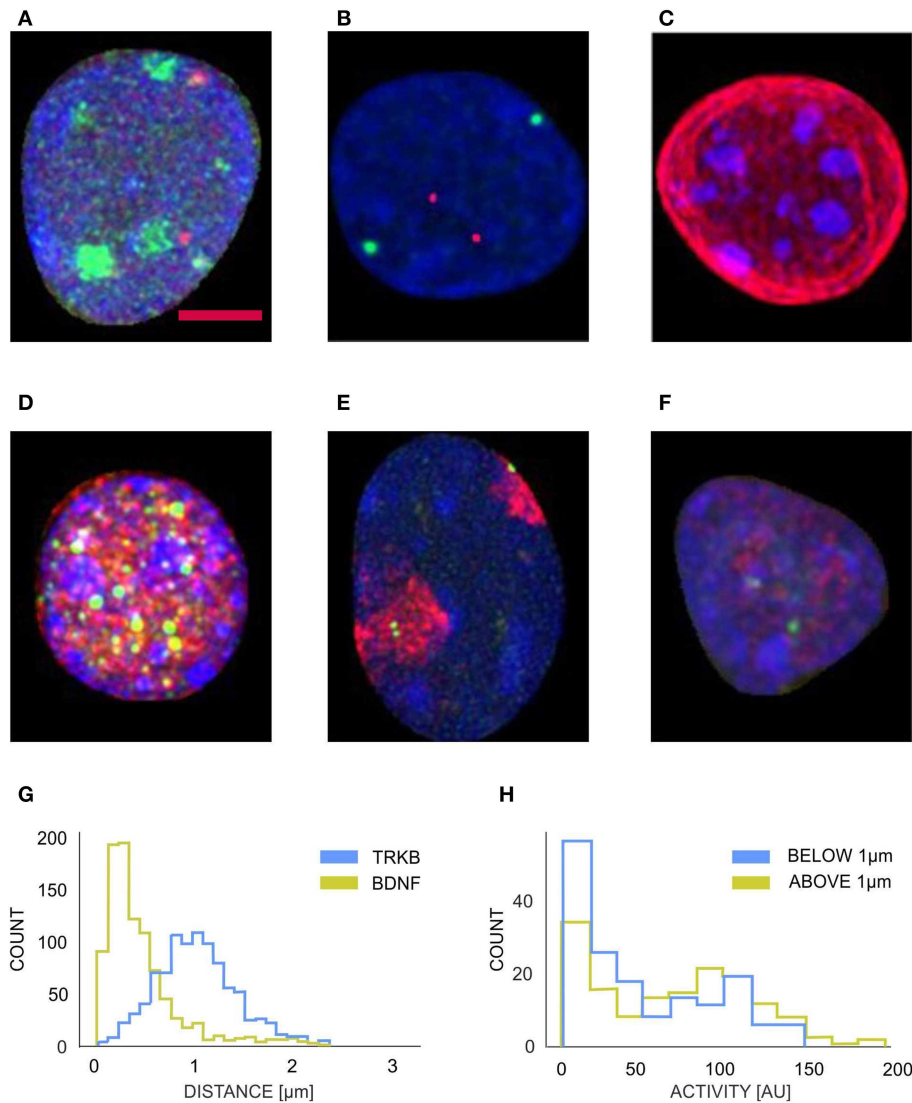 A
B
C
D
E
F
G
200
150
100
50
0
COUNT
TRKB
BDNF
0 1 2 3
DISTANCE [µm]
H
40
20
0
COUNT
BELOW 1µm
ABOVE 1µm
0 50 100 150 200
ACTIVITY [AU]